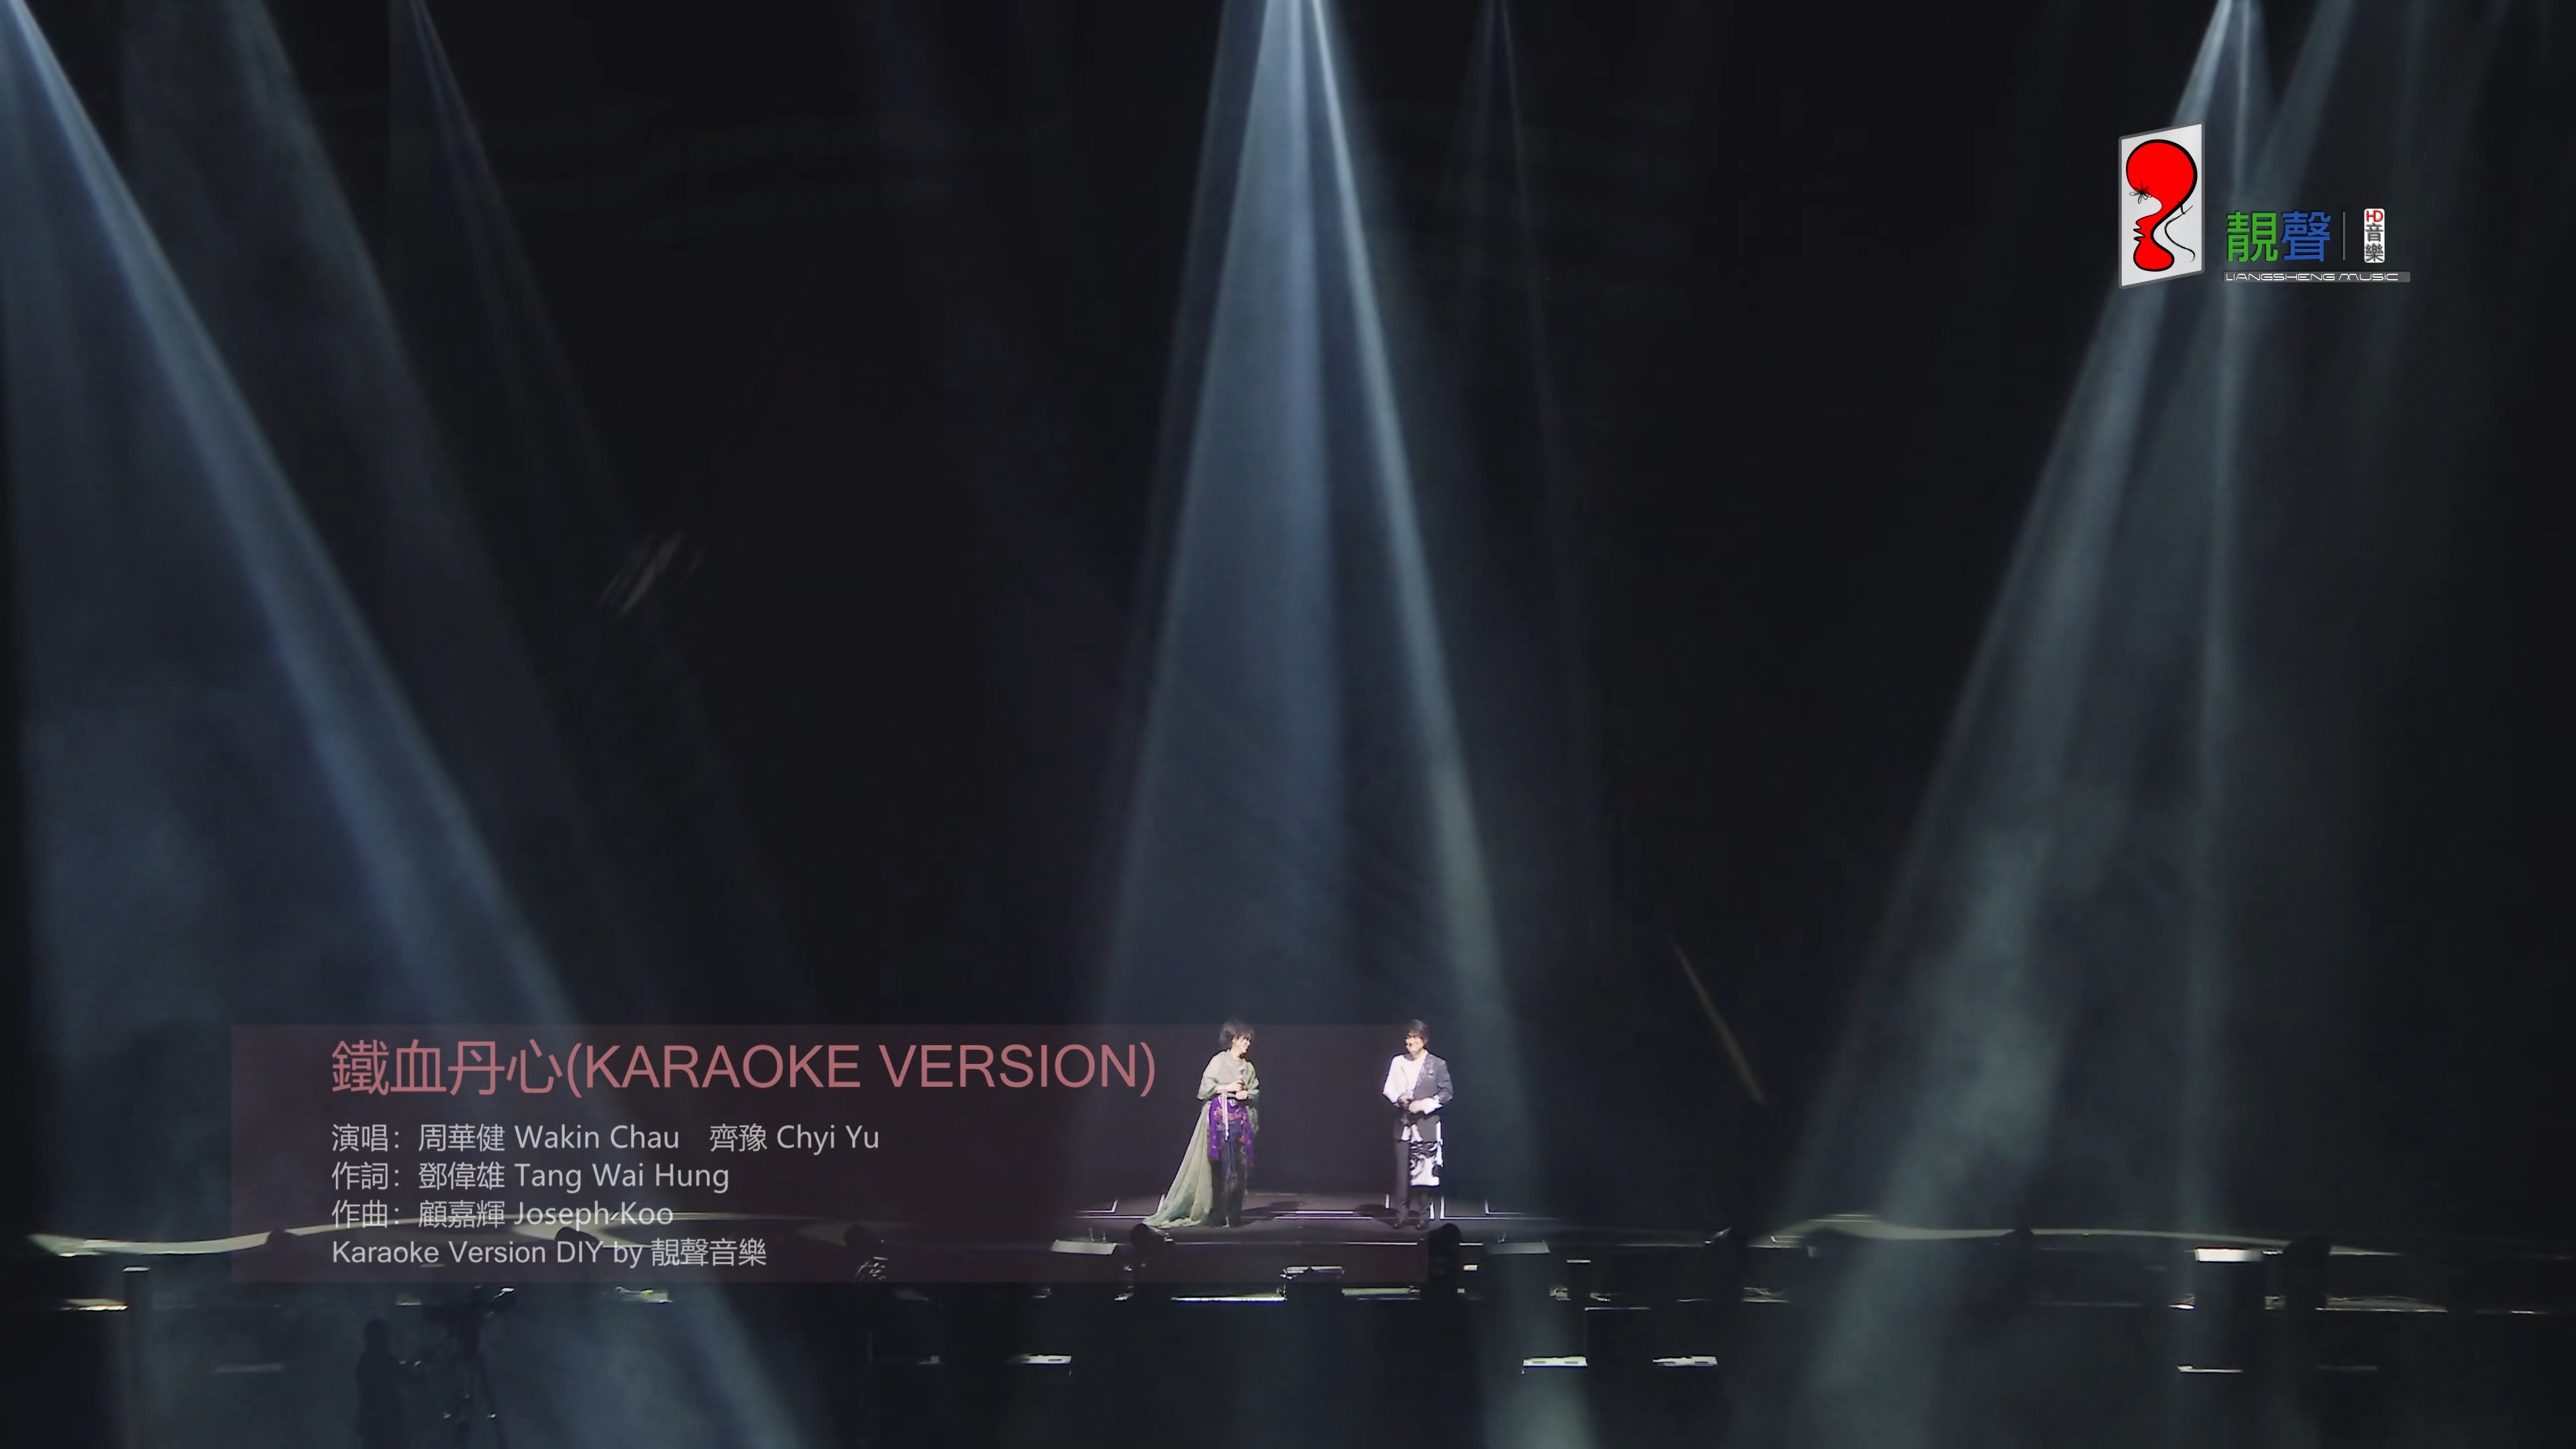 靚聲
HD
音樂
LIANGSHENG MUSIC
鐵血丹心(KARAOKE VERSION)
演唱：周華健 Wakin Chau 齊豫 Chyi Yu
作詞：鄧偉雄 Tang Wai Hung
作曲：顧嘉輝 Joseph Koo
Karaoke Version DIY by 靚聲音樂